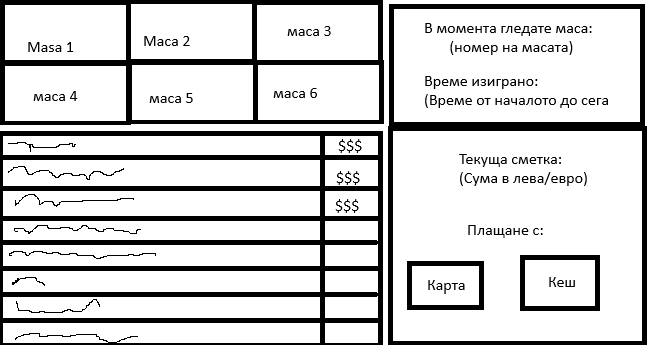 Masa 1
Маса 2
маса 3
маса 4
маса 5
маса 6
В момента гледате маса:
(номер на масата)
Време изиграно:
(Време от началото до сега
$$$
$$$
$$$
Текуща сметка:
(Сума в лева/евро)
Плащане с:
Карта
Кеш